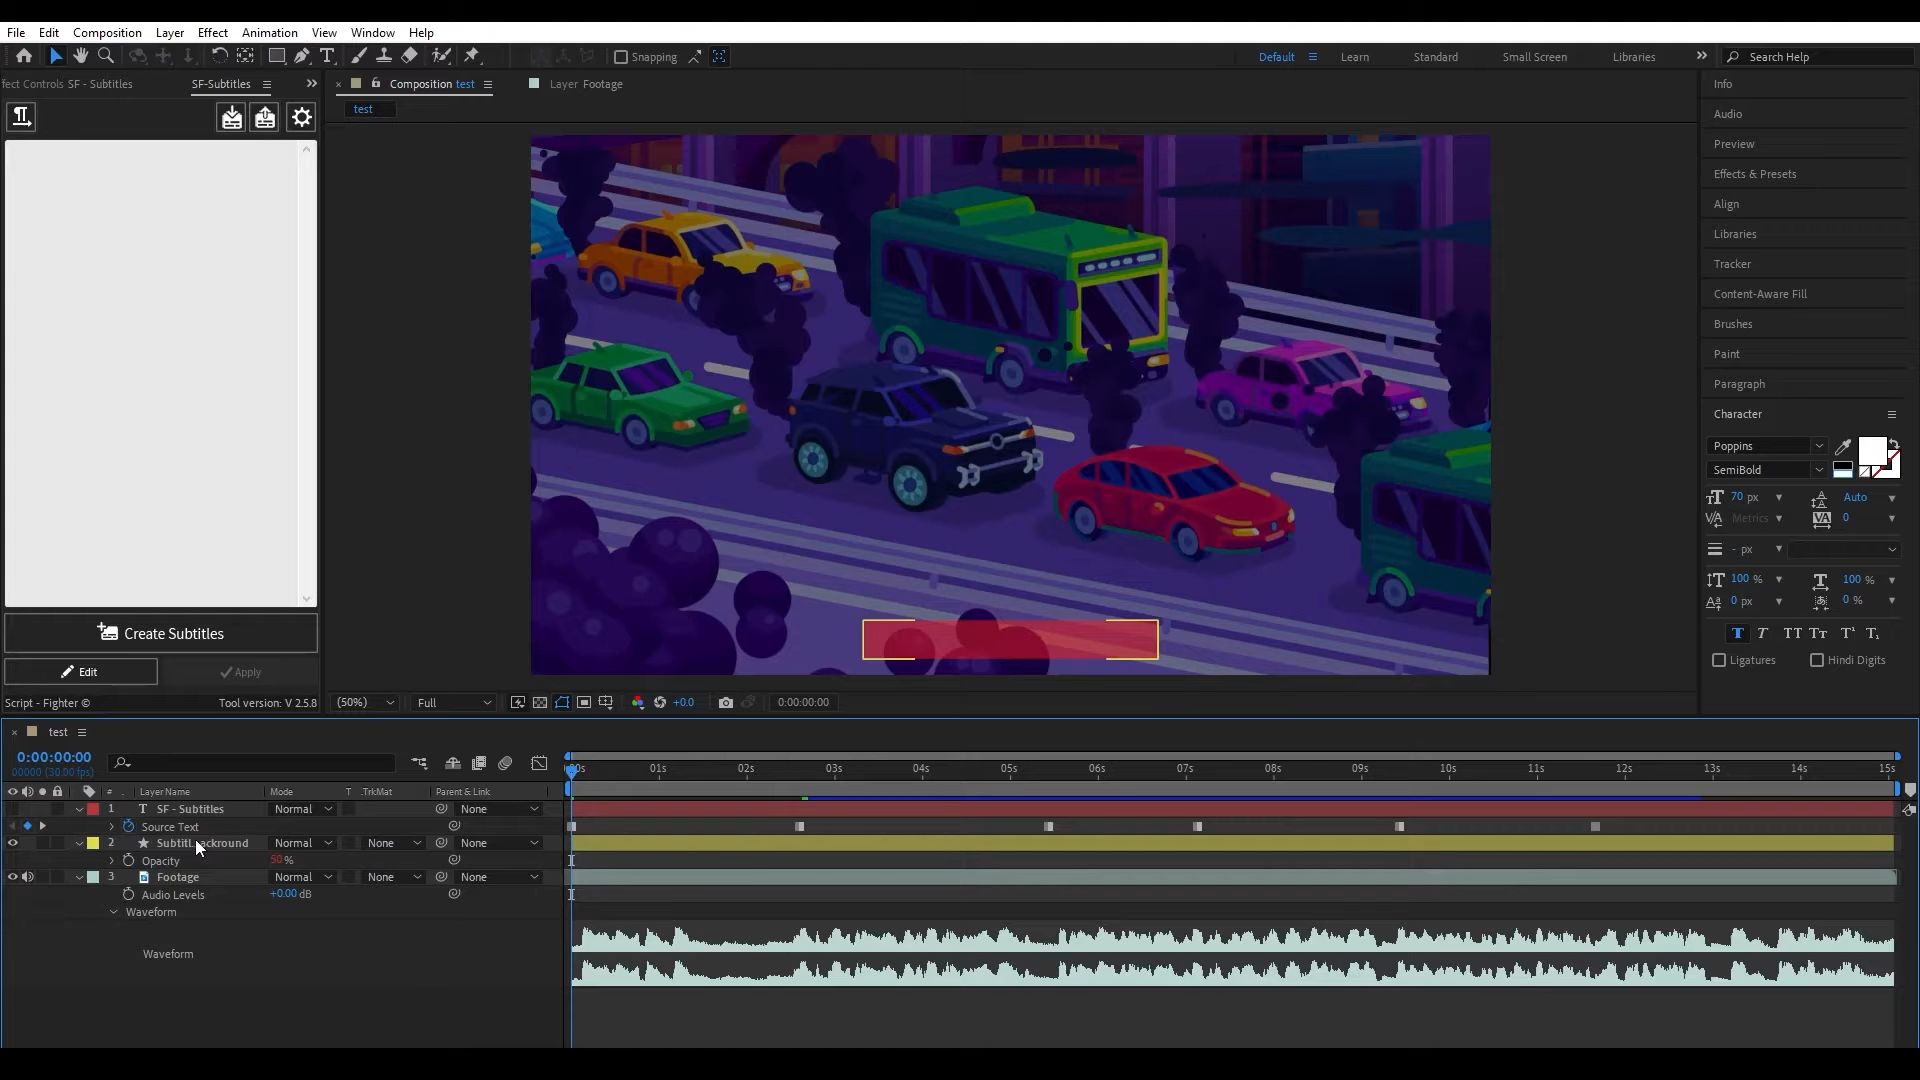 File Edit Composition Layer Effect Animation View Window Help
Snapping
Default Learn Standard Small Screen Libraries Search Help
fect Controls SF - Subtitles SF-Subtitles
Composition test Layer Footage
test
Create Subtitles
Edit Apply
Script - Fighter © Tool version: V 2.5.8
(50%) Full +0.0 0:00:00:00
Info
Audio
Preview
Effects & Presets
Align
Libraries
Tracker
Content-Aware Fill
Brushes
Paint
Paragraph
Character
Poppins
SemiBold
70 px Auto
Metrics 0
- px
100 % 100 %
0 px 0 %
T T TT Tt T¹ T₁
Ligatures Hindi Digits
test
0:00:00:00
00000 (30.00 fps)
# Layer Name Mode T .TrkMat Parent & Link
01s 02s 03s 04s 05s 06s 07s 08s 09s 10s 11s 12s 13s 14s 15s
1 T SF - Subtitles Normal None
Source Text
2 Normal None None
Opacity 50 %
3 Footage Normal None None
Audio Levels +0.00 dB
Waveform
Waveform